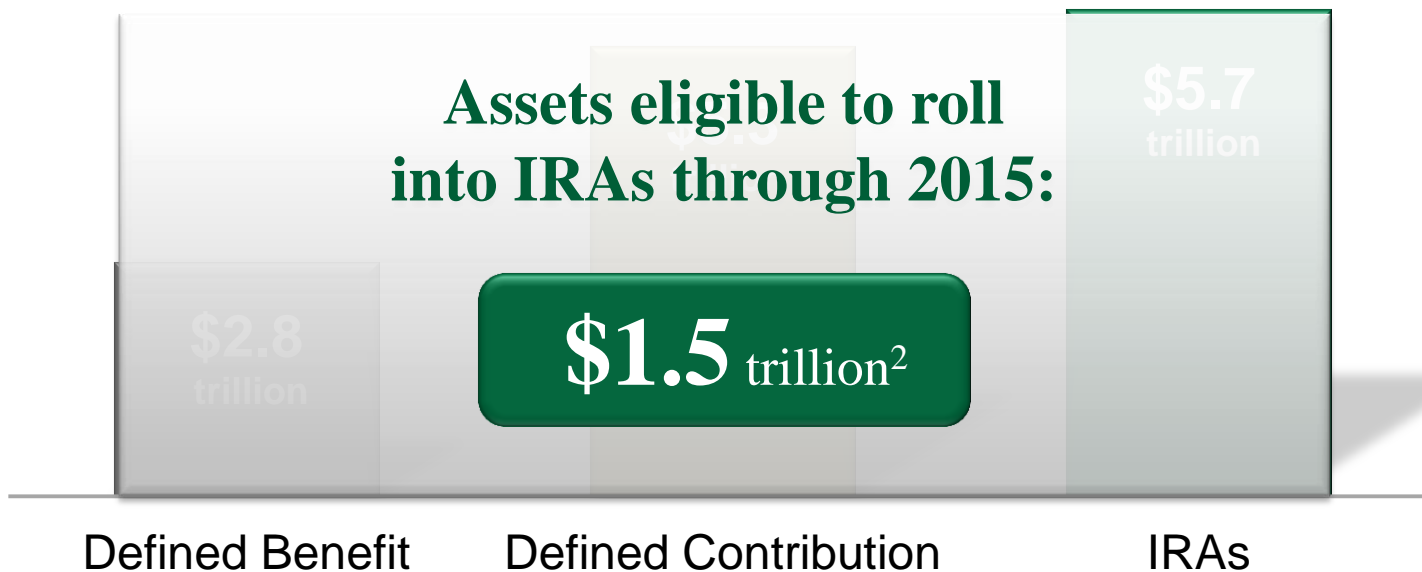 Assets eligible to roll
into IRAs through 2015:
$5.7
trillion
$2.8
trillion
$1.5 trillion²
Defined Benefit
Defined Contribution
IRAs